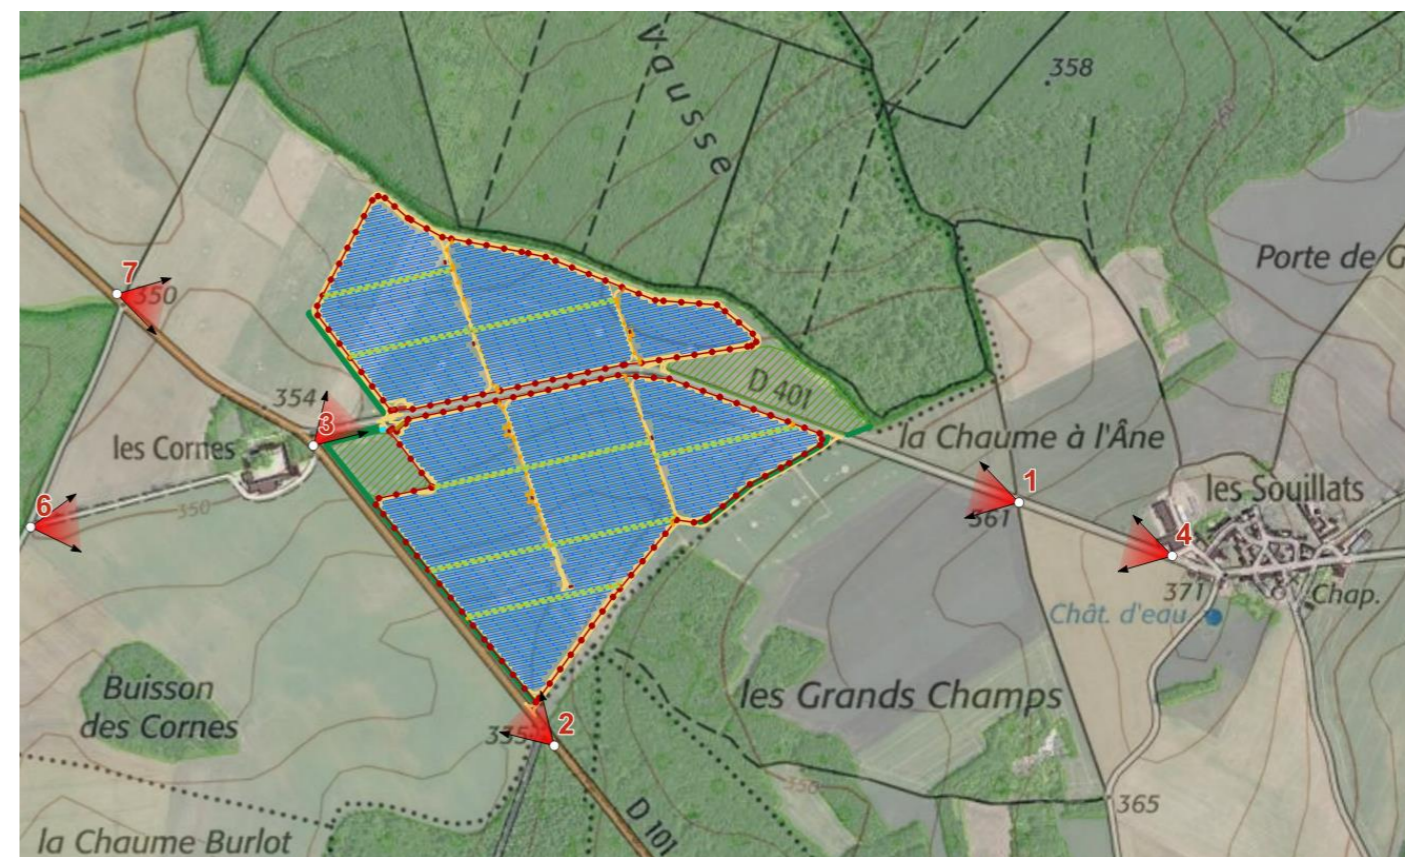 Vausse
358
Porte de G
7
350
D 401
354
3
les Cornes
la Chaume à l'Âne
6
350
1
361
les Souillats
4
371
Chap.
Chât. d'eau
Buisson
des Cornes
les Grands Champs
2
335
350
365
D 101
la Chaume Burlot